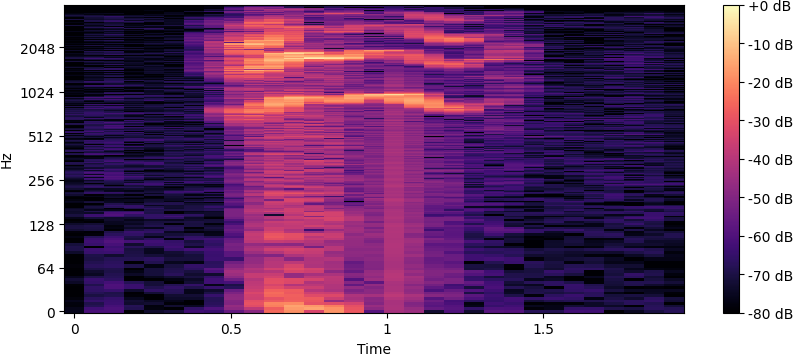 +0 dB
2048
-10 dB
1024
-20 dB
512
-30 dB
Hz
-40 dB
256
-50 dB
128
-60 dB
64
-70 dB
0
-80 dB
0 0.5 1 1.5
Time